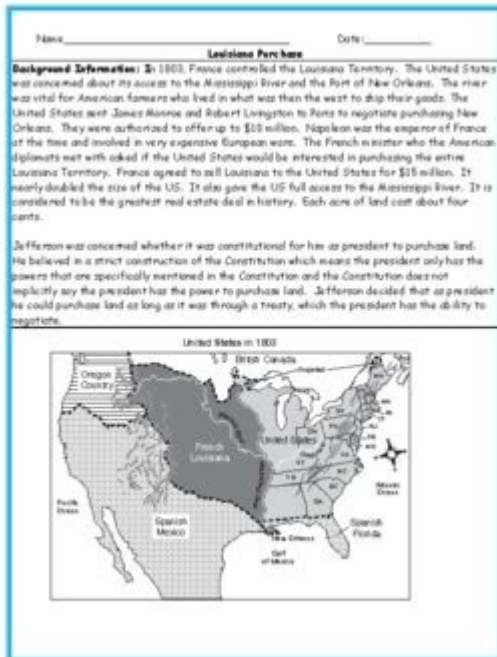 Name____________ Date:____________
Louisiana Purchase
Background Information: In 1803, France controlled the Louisiana Territory. The United States
was concerned about its access to the Mississippi River and the Port of New Orleans. The river
was vital for American farmers who lived in what was then the west to ship their goods. The
United States sent James Monroe and Robert Livingston to Paris to negotiate purchasing New
Orleans. They were authorized to offer up to $10 million. Napoleon was the emperor of France
at the time and involved in very expensive European wars. The French minister who the American
diplomats met with asked if the United States would be interested in purchasing the entire
Louisiana Territory. France agreed to sell Louisiana to the United States for $15 million. It
nearly doubled the size of the US. It also gave the US full access to the Mississippi River. It is
considered to be the greatest real estate deal in history. Each acre of land cost about four
cents.
Jefferson was concerned whether it was constitutional for him as president to purchase land.
He believed in a strict construction of the Constitution which means the president only has the
powers that are specifically mentioned in the Constitution and the Constitution does not
implicitly say the president has the power to purchase land. Jefferson decided that as president
he could purchase land as long as it was through a treaty, which the president has the ability to
negotiate.
United States in 1803
British Canada
Oregon
Country
French
Louisiana
United States
Pacific
Ocean
Atlantic
Ocean
Spanish
Mexico
Spanish
Florida
New Orleans
Gulf
of Mexico